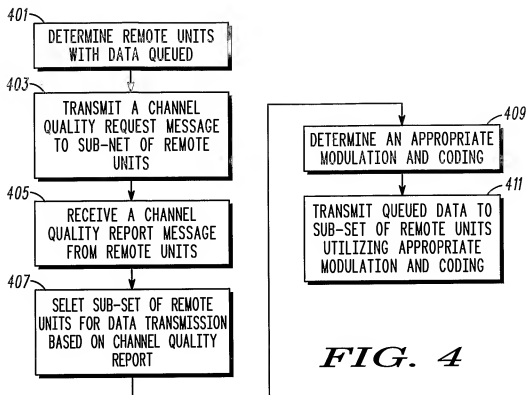 401
DETERMINE REMOTE UNITS
WITH DATA QUEUED
403
TRANSMIT A CHANNEL
QUALITY REQUEST MESSAGE
TO SUB-NET OF REMOTE
UNITS
405
RECEIVE A CHANNEL
QUALITY REPORT MESSAGE
FROM REMOTE UNITS
407
SELET SUB-SET OF REMOTE
UNITS FOR DATA TRANSMISSION
BASED ON CHANNEL QUALITY
REPORT
409
DETERMINE AN APPROPRIATE
MODULATION AND CODING
411
TRANSMIT QUEUED DATA TO
SUB-SET OF REMOTE UNITS
UTILIZING APPROPRIATE
MODULATION AND CODING
FIG. 4